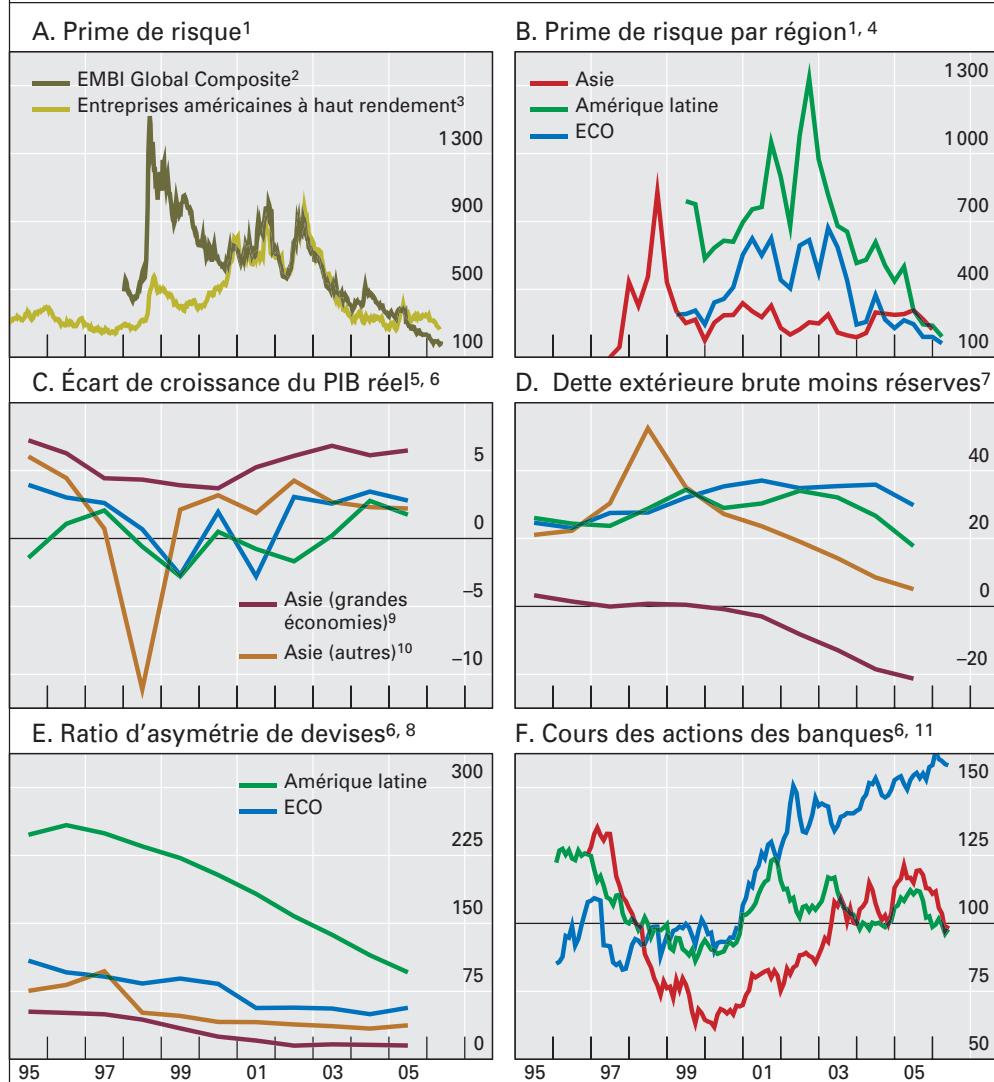 A. Prime de risque1
EMBI Global Composite2
Entreprises américaines à haut rendement3
1300
900
500
100
B. Prime de risque par région1, 4
Asie
Amérique latine
ECO
1300
1000
700
400
100
C. Écart de croissance du PIB réel5, 6
5
0
–5
–10
Asie (grandes
économies)9
Asie (autres)10
D. Dette extérieure brute moins réserves7
40
20
0
–20
E. Ratio d'asymétrie de devises6, 8
Amérique latine
ECO
300
225
150
75
0
95 97 99 01 03 05
F. Cours des actions des banques6, 11
150
125
100
75
50
95 97 99 01 03 05